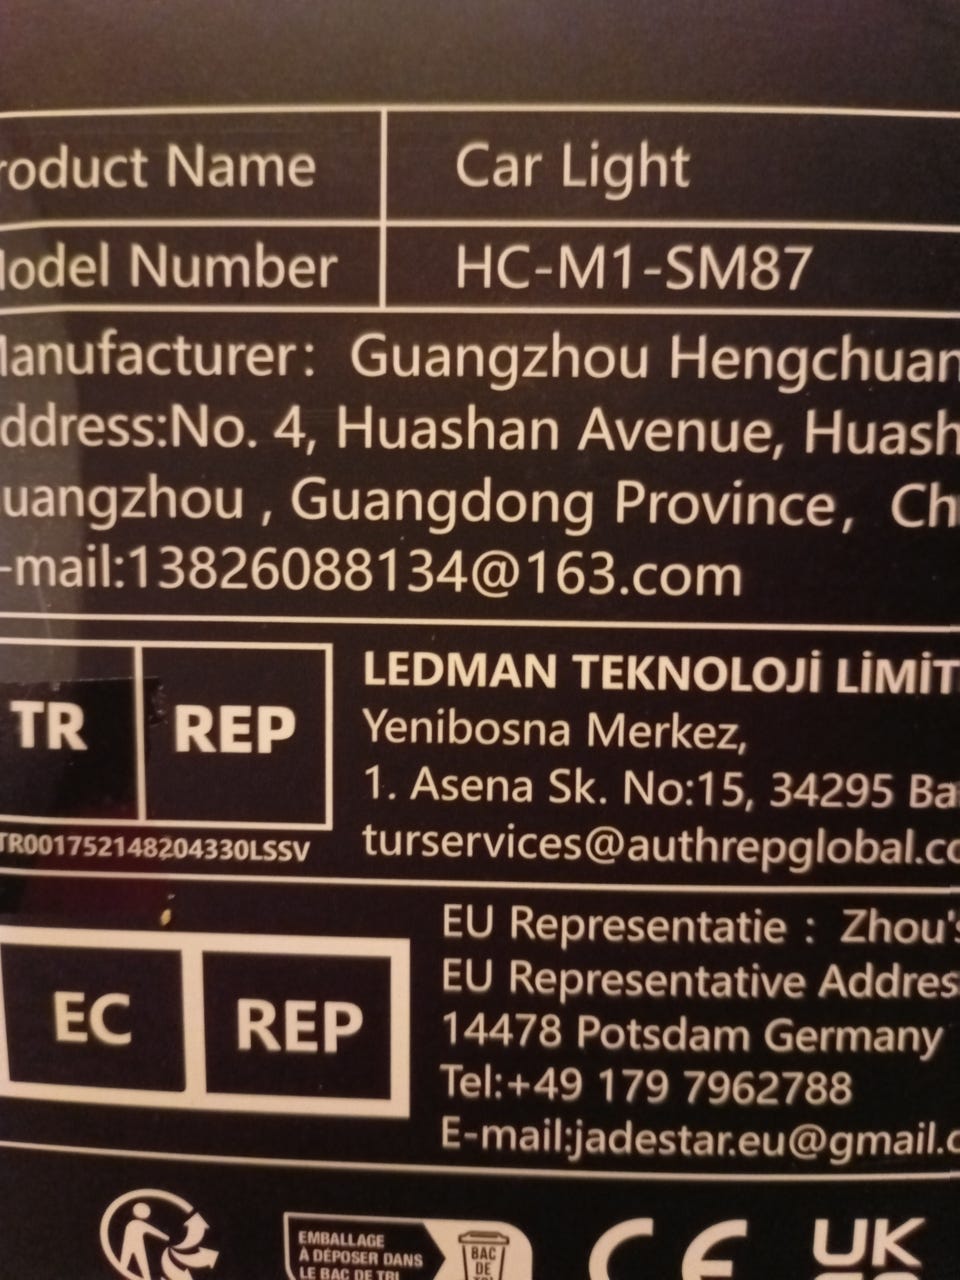 roduct Name Car Light
odel Number HC-M1-SM87
anufacturer: Guangzhou Hengchuan
ddress:No. 4, Huashan Avenue, Huash
uangzhou , Guangdong Province, Ch
-mail:13826088134@163.com
TR REP
TR001752148204330LSSV
LEDMAN TEKNOLOJİ LİMİT
Yenibosna Merkez,
1. Asena Sk. No:15, 34295 Ba
turservices@authrepglobal.co
EC REP
EU Representatie : Zhou's
EU Representative Addres
14478 Potsdam Germany
Tel:+49 179 7962788
E-mail:jadestar.eu@gmail.c
EMBALLAGE
À DÉPOSER DANS
LE BAC DE TRI
BAC
DE
TRI
CE
UK